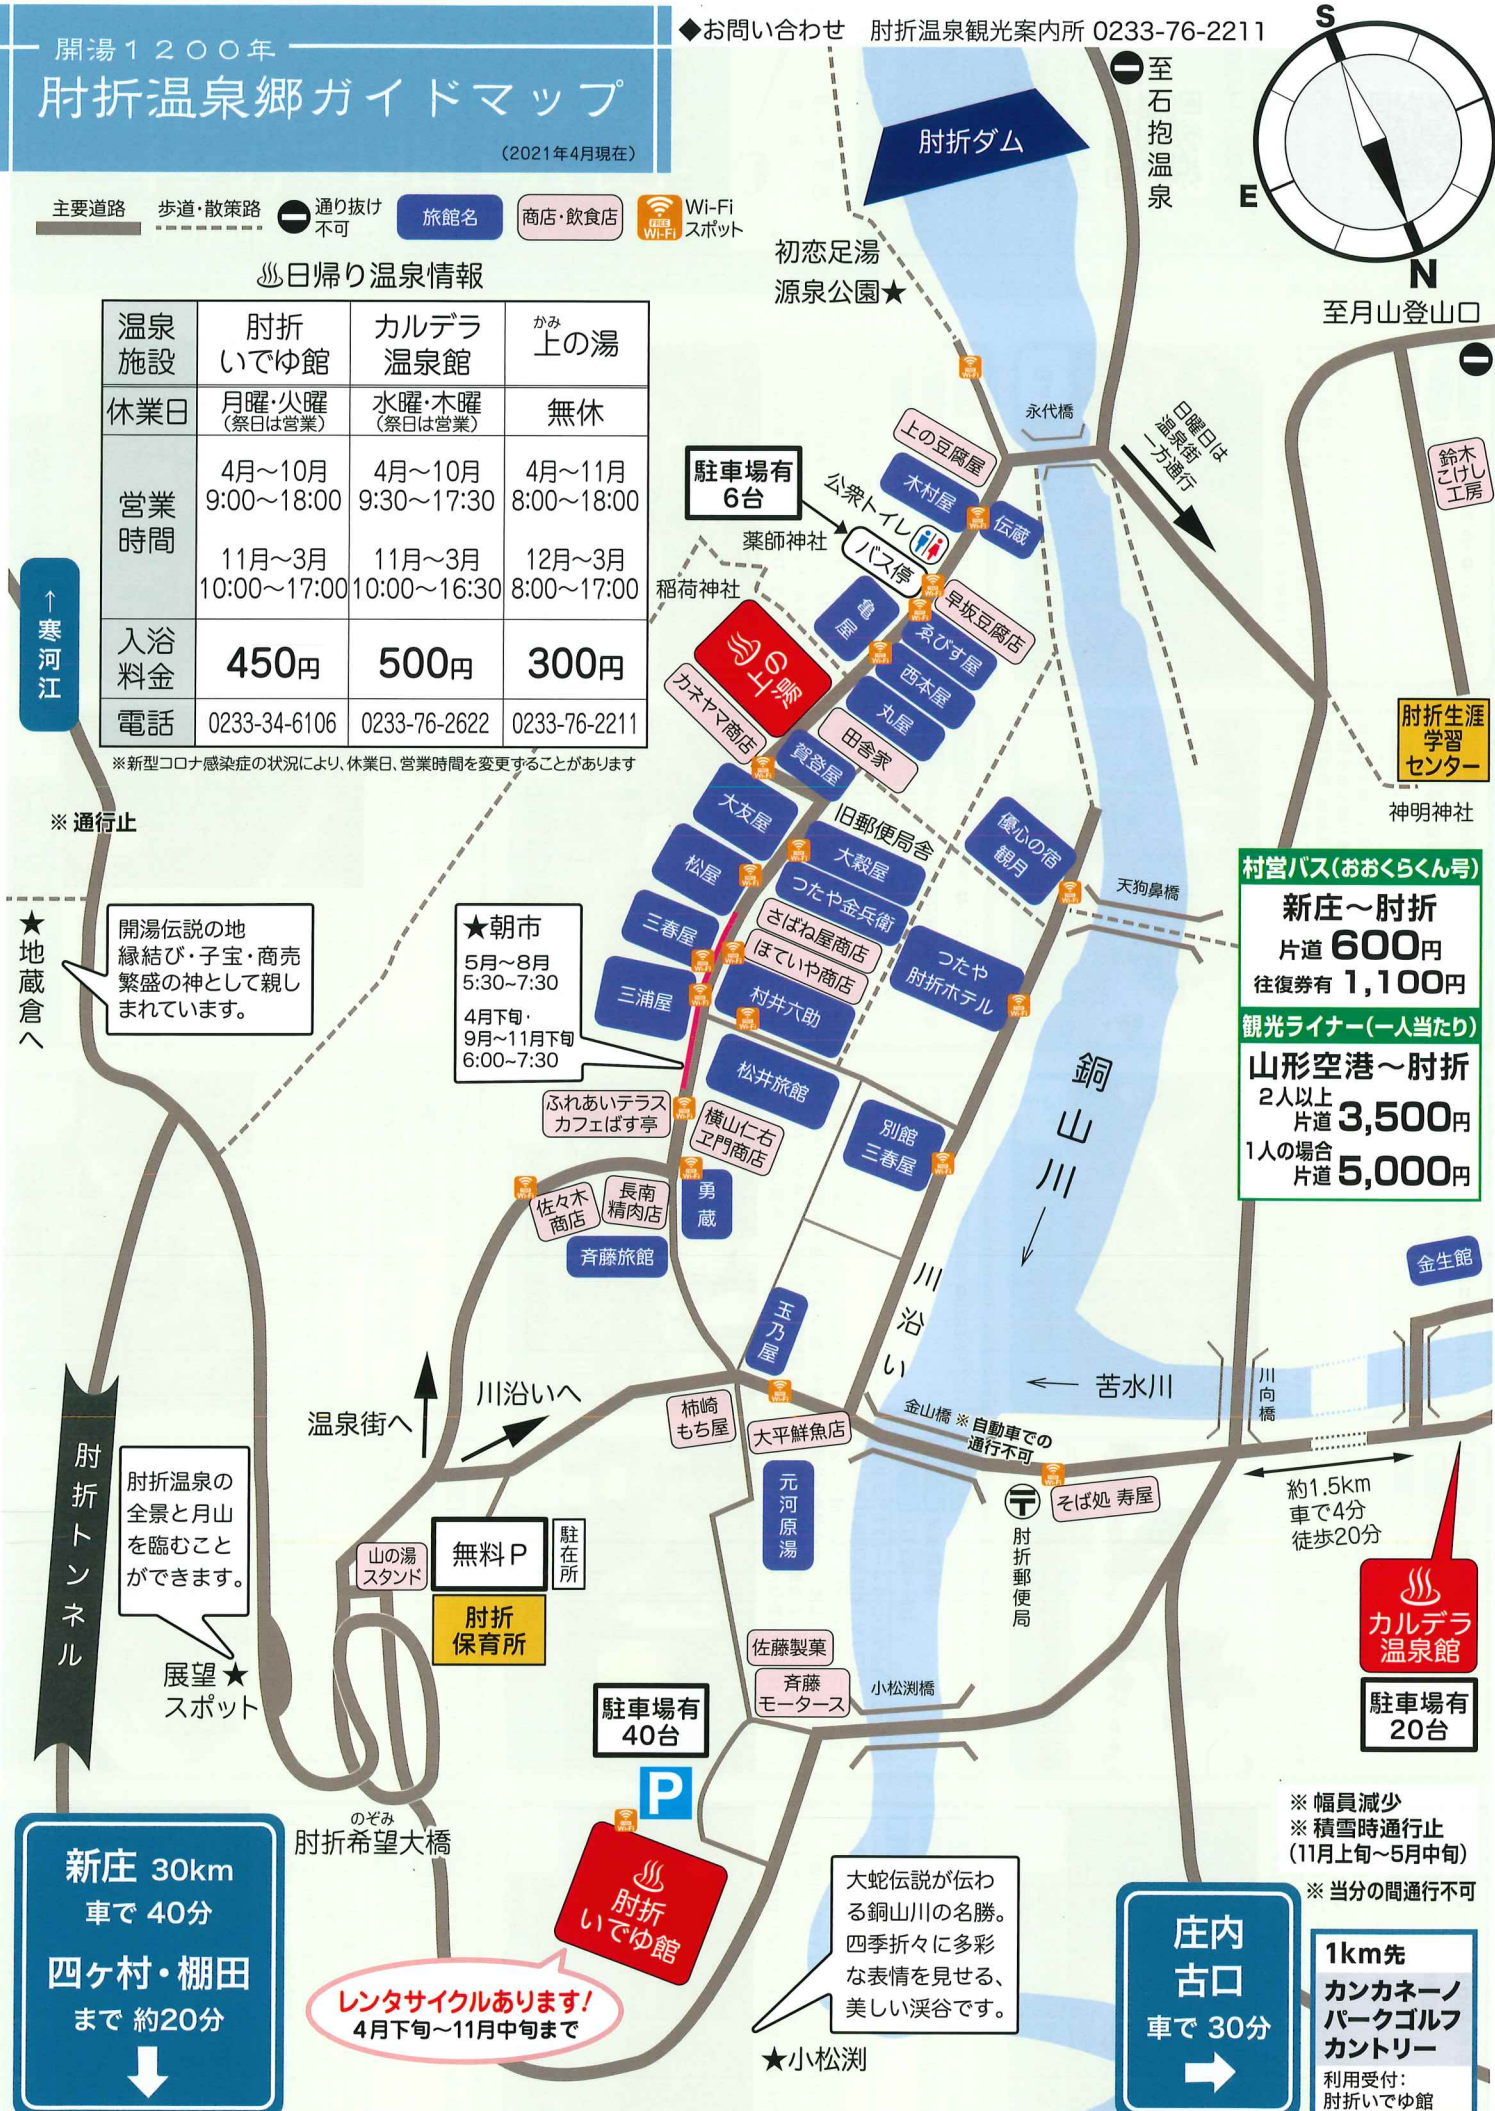 ◆お問い合わせ　肘折温泉観光案内所 0233-76-2211
開湯1200年
肘折温泉郷ガイドマップ
(2021年4月現在)
主要道路
歩道・散策路
通り抜け
不可
旅館名
商店・飲食店
FREE
Wi-Fi
Wi-Fi
スポット
S
E
N
至石抱温泉
肘折ダム
初恋足湯
源泉公園★
至月山登山口
♨日帰り温泉情報
温泉
施設
肘折
いでゆ館
カルデラ
温泉館
かみ
上の湯
休業日
月曜・火曜
(祭日は営業)
水曜・木曜
(祭日は営業)
無休
営業
時間
4月～10月
9:00～18:00
11月～3月
10:00～17:00
4月～10月
9:30～17:30
11月～3月
10:00～16:30
4月～11月
8:00～18:00
12月～3月
8:00～17:00
入浴
料金
450円
500円
300円
電話
0233-34-6106
0233-76-2622
0233-76-2211
※新型コロナ感染症の状況により、休業日、営業時間を変更することがあります
↑寒河江
※通行止
永代橋
日曜日は
温泉街
一方通行
鈴木
こけし
工房
上の豆腐屋
駐車場有
6台
木村屋
伝蔵
公衆トイレ
バス停
薬師神社
稲荷神社
早坂豆腐店
亀屋
ゑびす屋
上の湯
西本屋
丸屋
カネヤマ商店
田舎家
賀登屋
肘折生涯
学習
センター
神明神社
大友屋
旧郵便局舎
優心の宿
観月
松屋
大穀屋
つたや金兵衛
天狗鼻橋
三春屋
さばね屋商店
ほていや商店
つたや
肘折ホテル
三浦屋
村井六助
松井旅館
★地蔵倉へ
開湯伝説の地
縁結び・子宝・商売
繁盛の神として親し
まれています。
★朝市
5月～8月
5:30~7:30
4月下旬・
9月～11月下旬
6:00~7:30
村営バス(おおくらくん号)
新庄～肘折
片道 600円
往復券有 1,100円
観光ライナー(一人当たり)
山形空港～肘折
2人以上
片道 3,500円
1人の場合
片道 5,000円
銅山川
ふれあいテラス
カフェばす亭
横山仁右
ヱ門商店
別館
三春屋
佐々木
商店
長南
精肉店
勇蔵
斉藤旅館
金生館
川沿い
玉乃屋
苦水川
川向橋
温泉街へ
川沿いへ
柿崎
もち屋
大平鮮魚店
金山橋
※自動車での
通行不可
そば処 寿屋
約1.5km
車で4分
徒歩20分
肘折トンネル
肘折温泉の
全景と月山
を臨むこと
ができます。
展望★
スポット
山の湯
スタンド
無料P
駐在所
肘折
保育所
元河原湯
肘折郵便局
カルデラ
温泉館
駐車場有
20台
佐藤製菓
斉藤
モータース
小松渕橋
駐車場有
40台
P
のぞみ
肘折希望大橋
※幅員減少
※積雪時通行止
(11月上旬～5月中旬)
※当分の間通行不可
新庄 30km
車で 40分
四ヶ村・棚田
まで 約20分
肘折
いでゆ館
レンタサイクルあります!
4月下旬～11月中旬まで
大蛇伝説が伝わ
る銅山川の名勝。
四季折々に多彩
な表情を見せる、
美しい渓谷です。
★小松渕
庄内
古口
車で 30分
1km先
カンカネーノ
パークゴルフ
カントリー
利用受付:
肘折いでゆ館